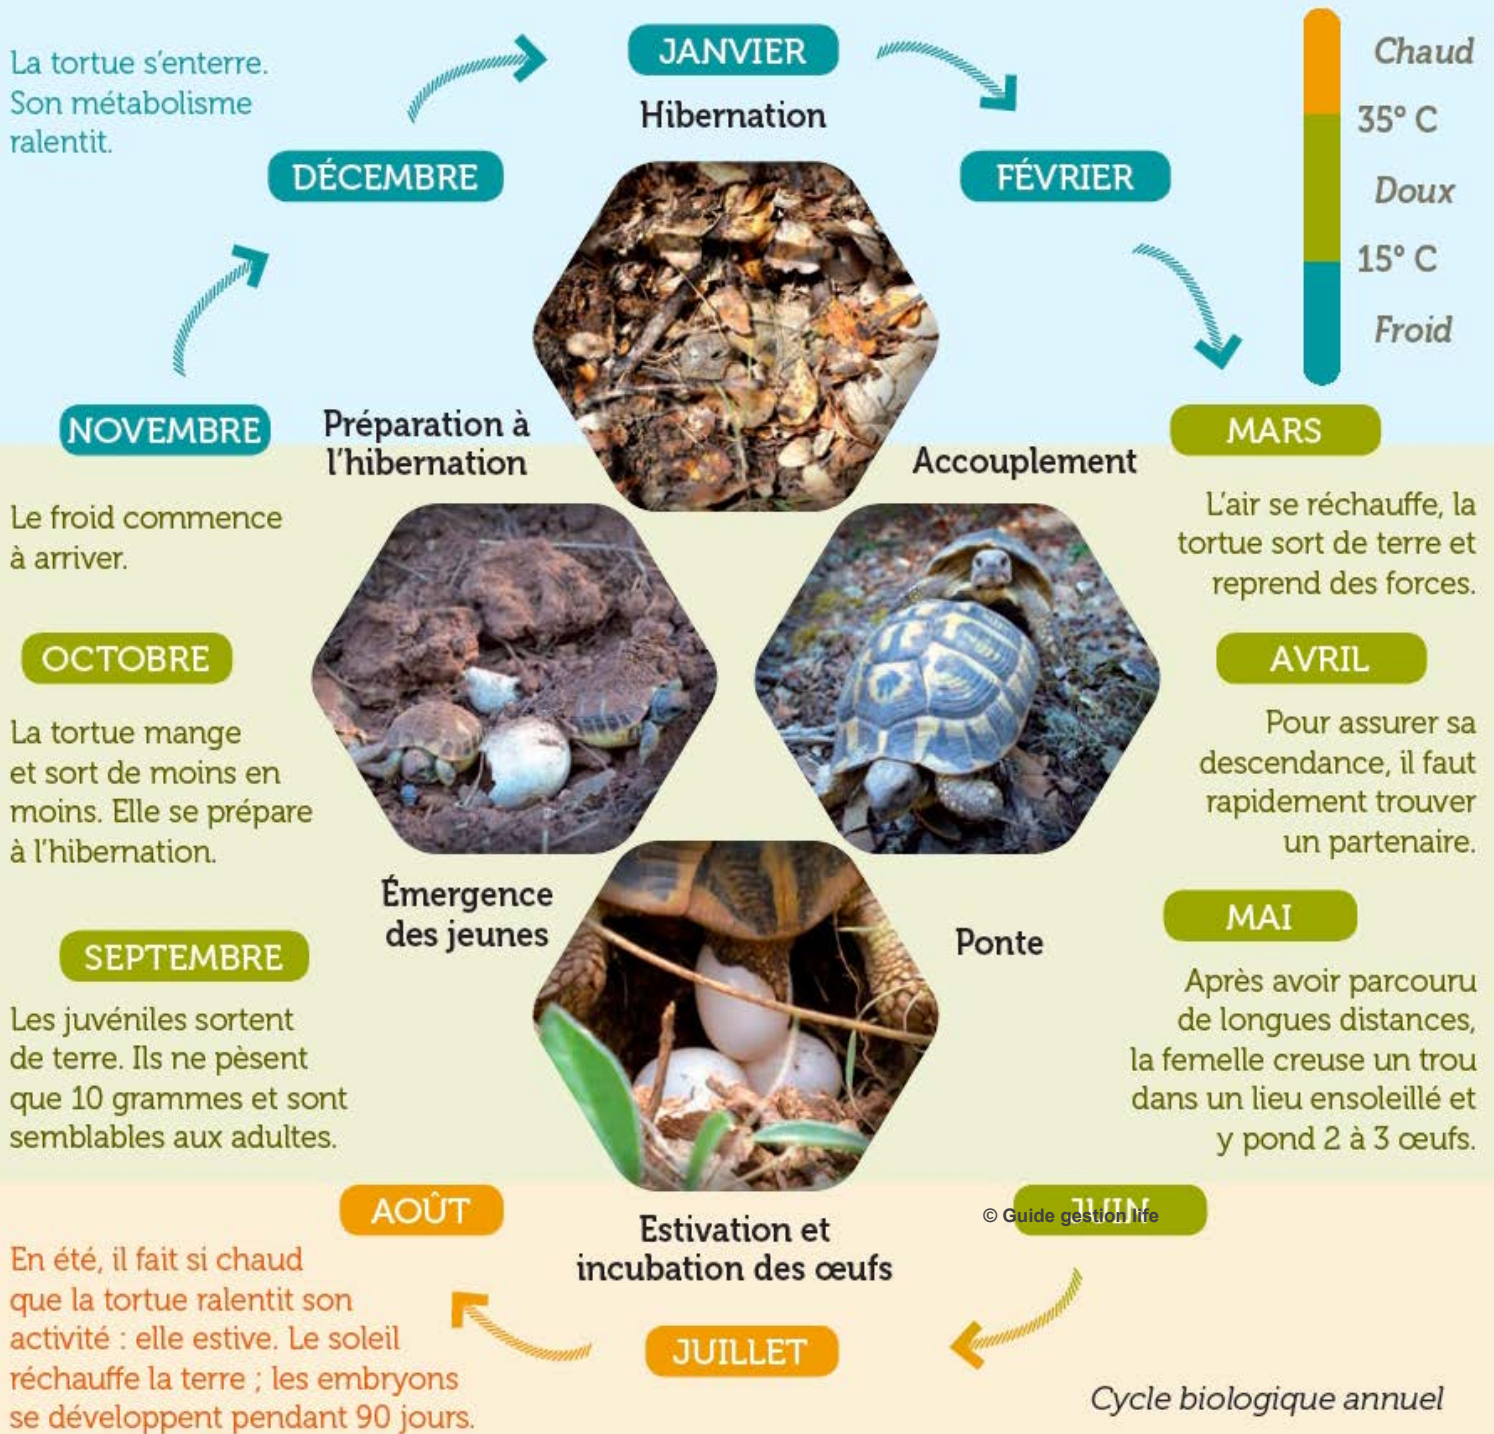 La tortue s'enterre.
Son métabolisme
ralentit.
DÉCEMBRE
JANVIER
Hibernation
FÉVRIER
Chaud
35° C
Doux
15° C
Froid
NOVEMBRE
Préparation à
l'hibernation
Le froid commence
à arriver.
OCTOBRE
La tortue mange
et sort de moins en
moins. Elle se prépare
à l'hibernation.
Accouplement
MARS
L'air se réchauffe, la
tortue sort de terre et
reprend des forces.
AVRIL
Pour assurer sa
descendance, il faut
rapidement trouver
un partenaire.
Émergence
des jeunes
SEPTEMBRE
Les juvéniles sortent
de terre. Ils ne pèsent
que 10 grammes et sont
semblables aux adultes.
Ponte
MAI
Après avoir parcouru
de longues distances,
la femelle creuse un trou
dans un lieu ensoleillé et
y pond 2 à 3 œufs.
AOÛT
En été, il fait si chaud
que la tortue ralentit son
activité : elle estive. Le soleil
réchauffe la terre ; les embryons
se développent pendant 90 jours.
Estivation et
incubation des œufs
JUILLET
JUIN
© Guide gestion life
Cycle biologique annuel